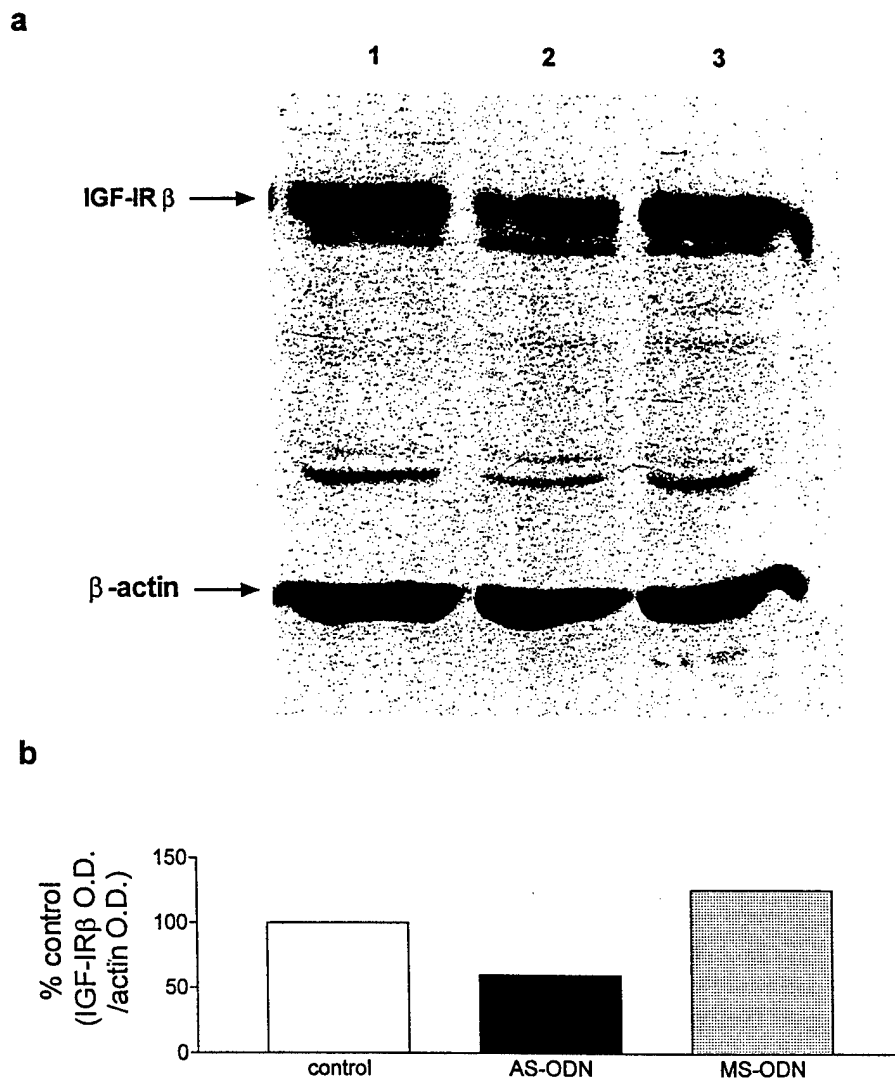 a
1 2 3
IGF-IR β
β-actin
b
% control
(IGF-IRβ O.D.
/actin O.D.)
150
100
50
0
control AS-ODN MS-ODN